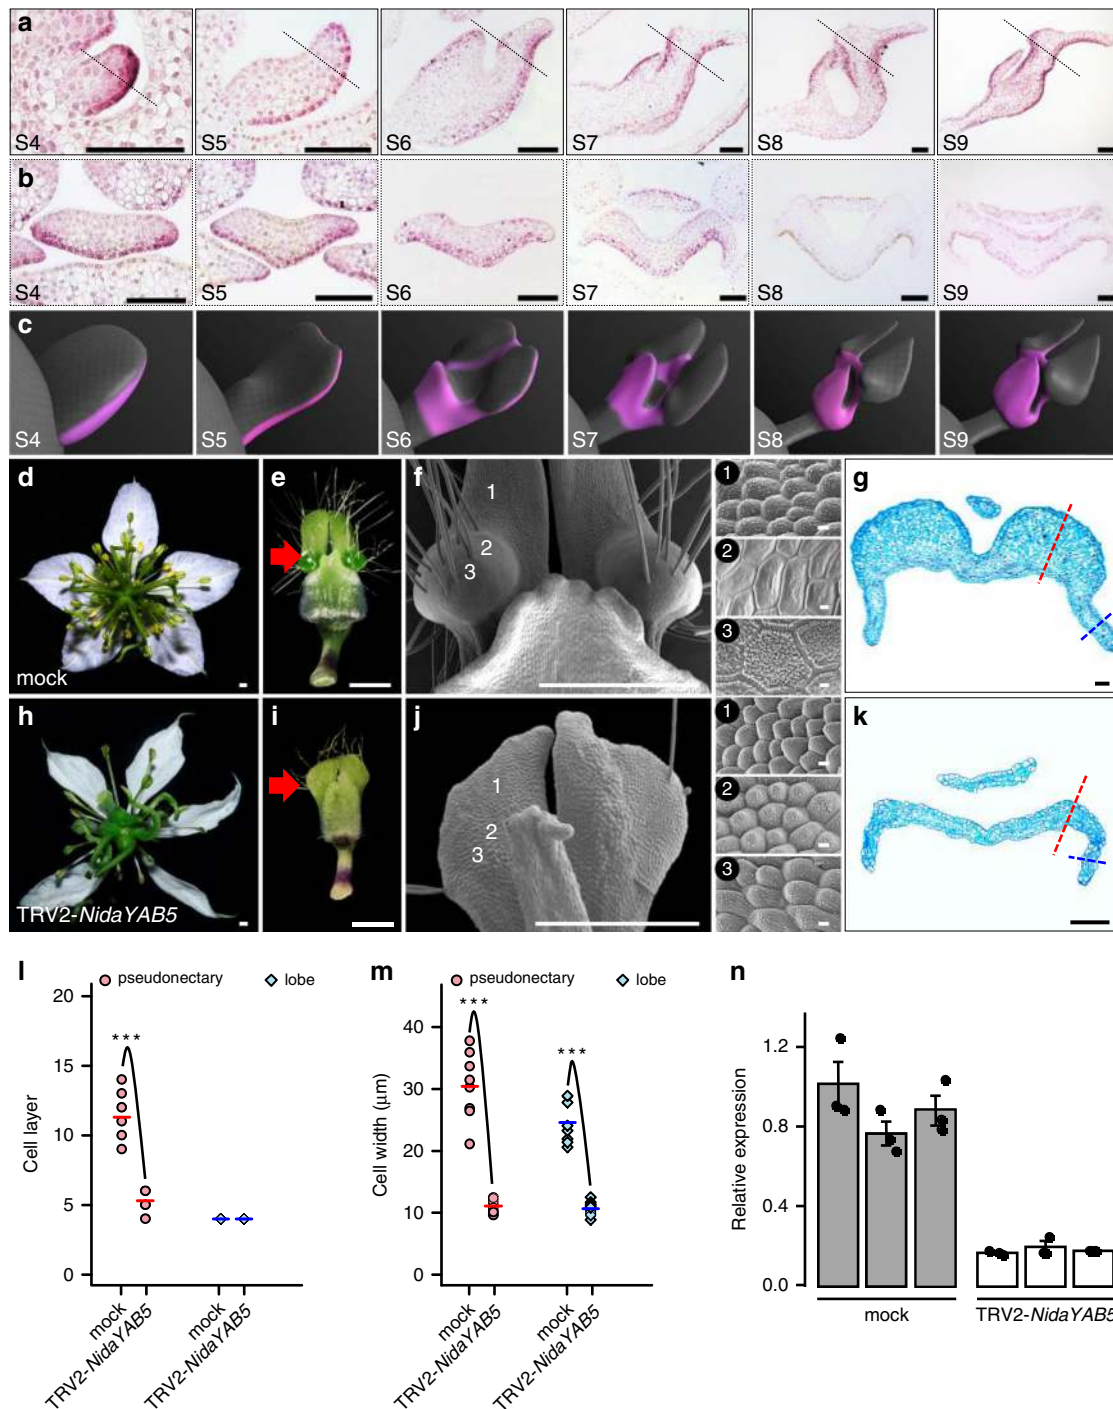 a
S4 S5 S6 S7 S8 S9
b
S4 S5 S6 S7 S8 S9
c
S4 S5 S6 S7 S8 S9
d e f g
1 2 3
1
2
3
mock
h i j k
1 2 3
1
2
3
TRV2-NidaYAB5
l
pseudonectary lobe
Cell layer
20
15
10
5
0
***
mock
TRV2-NidaYAB5
mock
TRV2-NidaYAB5
m
pseudonectary lobe
Cell width (μm)
40
30
20
10
0
***
***
mock
TRV2-NidaYAB5
mock
TRV2-NidaYAB5
n
Relative expression
1.2
0.8
0.4
0.0
mock TRV2-NidaYAB5